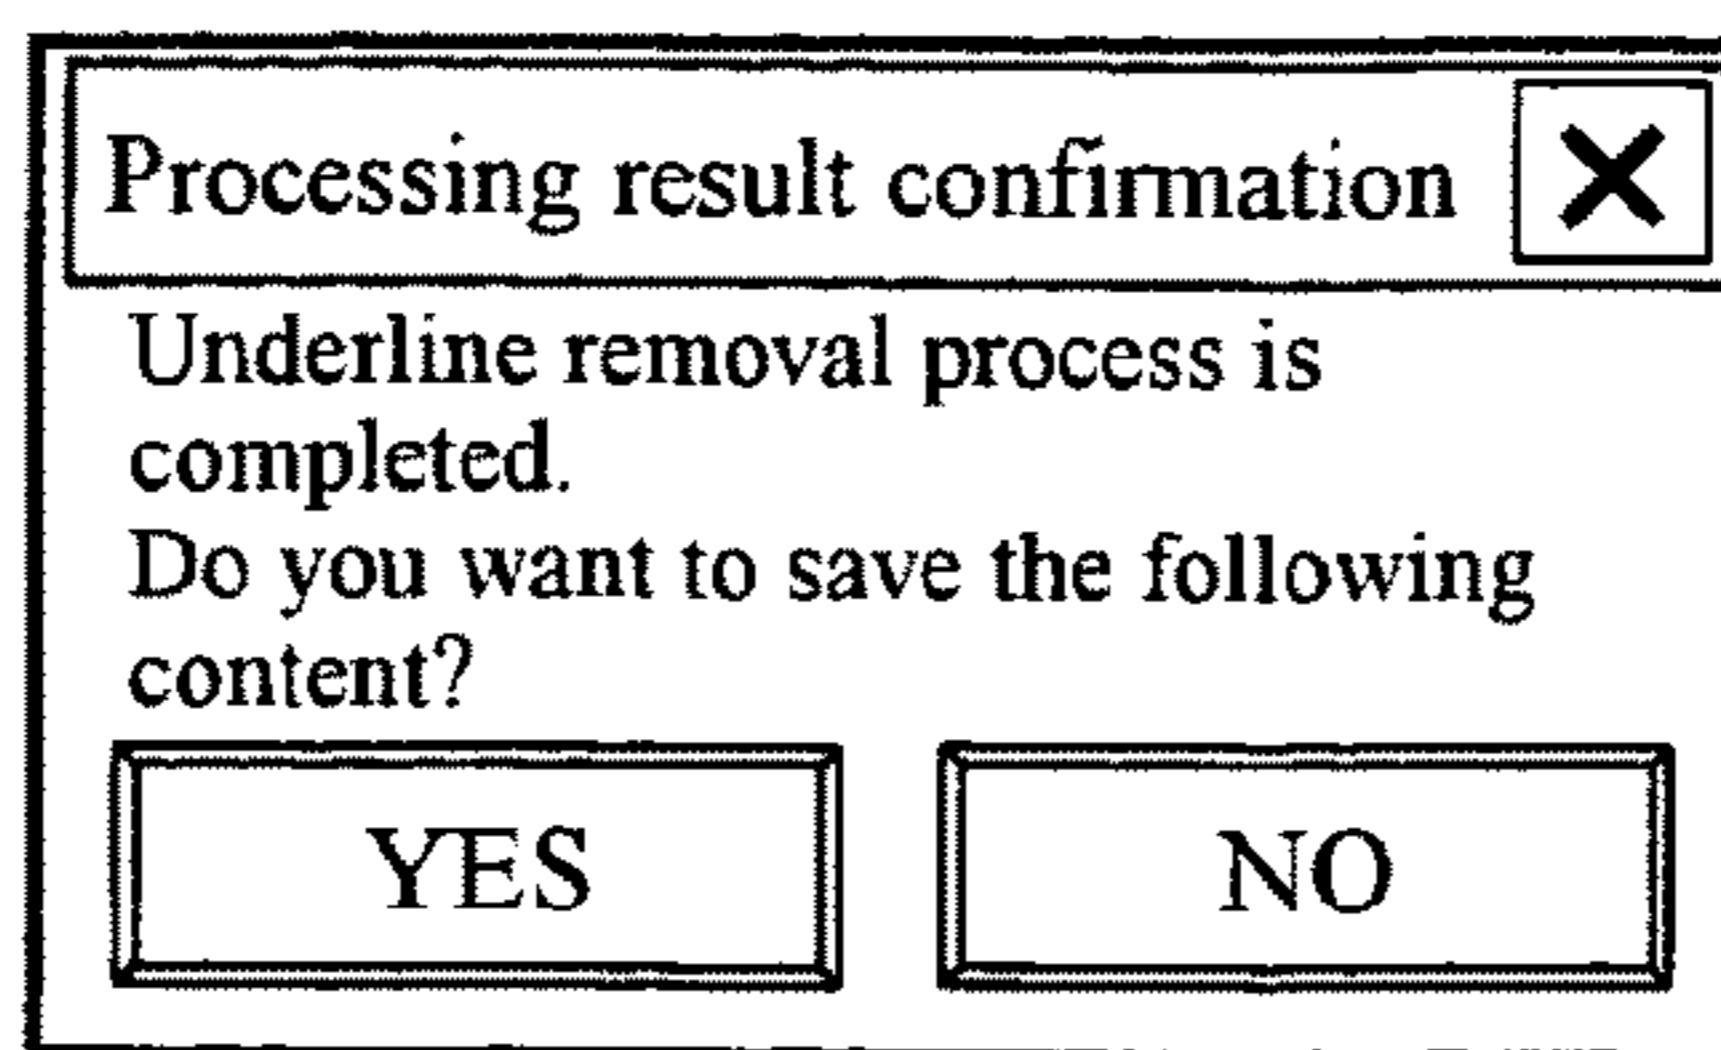 Processing result confirmation
Underline removal process is
completed.
Do you want to save the following
content?
YES NO